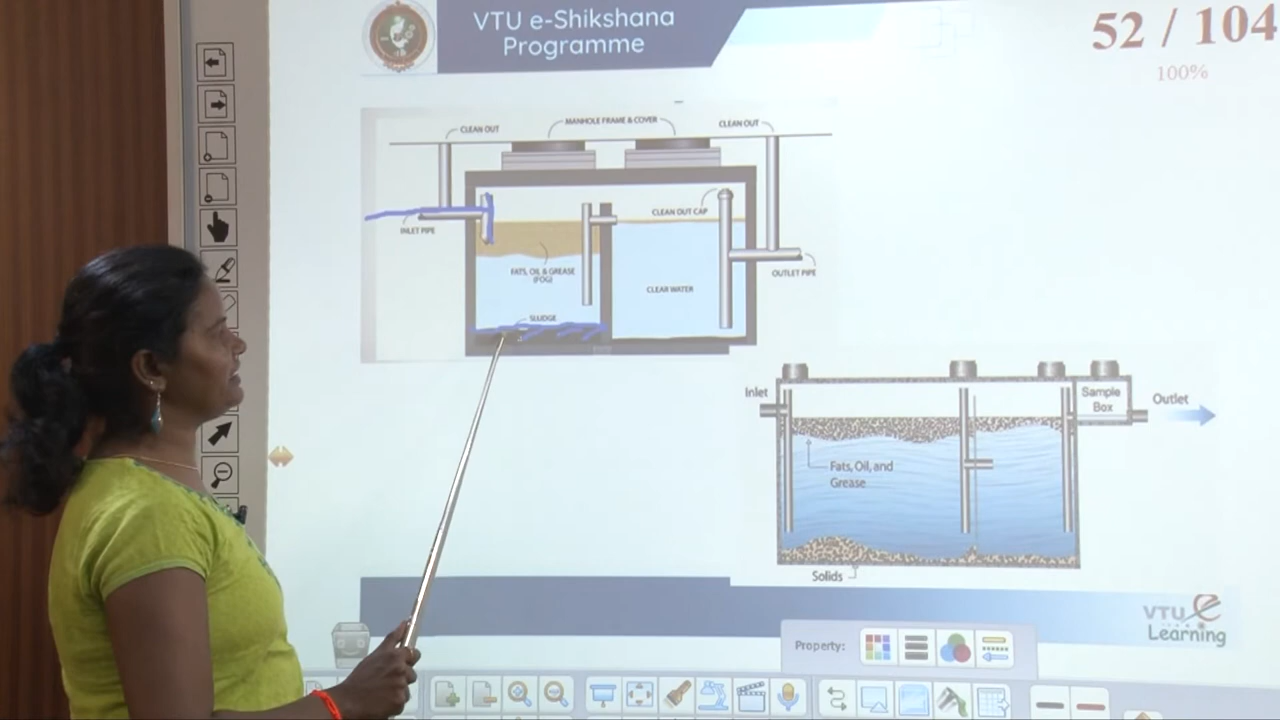 VTU e-Shikshana
Programme
52 / 104
100%
CLEAN OUT
MANHOLE FRAME & COVER
CLEAN OUT
INLET PIPE
CLEAN OUT CAP
FATS, OIL & GREASE
(FOG)
OUTLET PIPE
CLEAR WATER
SLUDGE
Inlet
Sample
Box
Outlet
Fats, Oil, and
Grease
Solids
VTU e
Learning
Property: